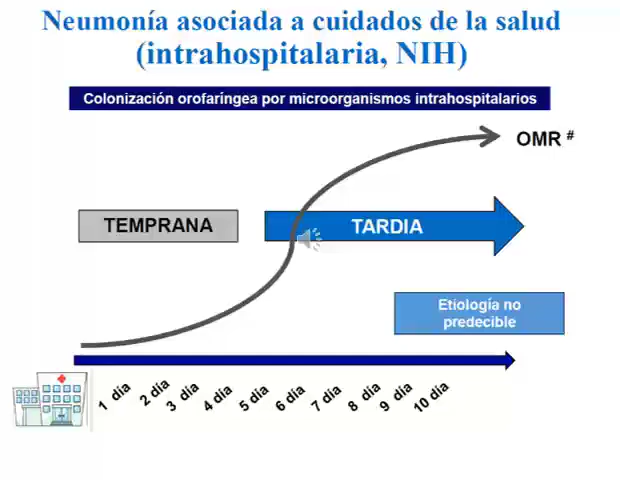 Neumonía asociada a cuidados de la salud
(intrahospitalaria, NIH)
Colonización orofaríngea por microorganismos intrahospitalarios
OMR #
TEMPRANA
TARDIA
Etiología no
predecible
1 día
2 día
3 día
4 día
5 día
6 día
7 día
8 día
9 día
10 día